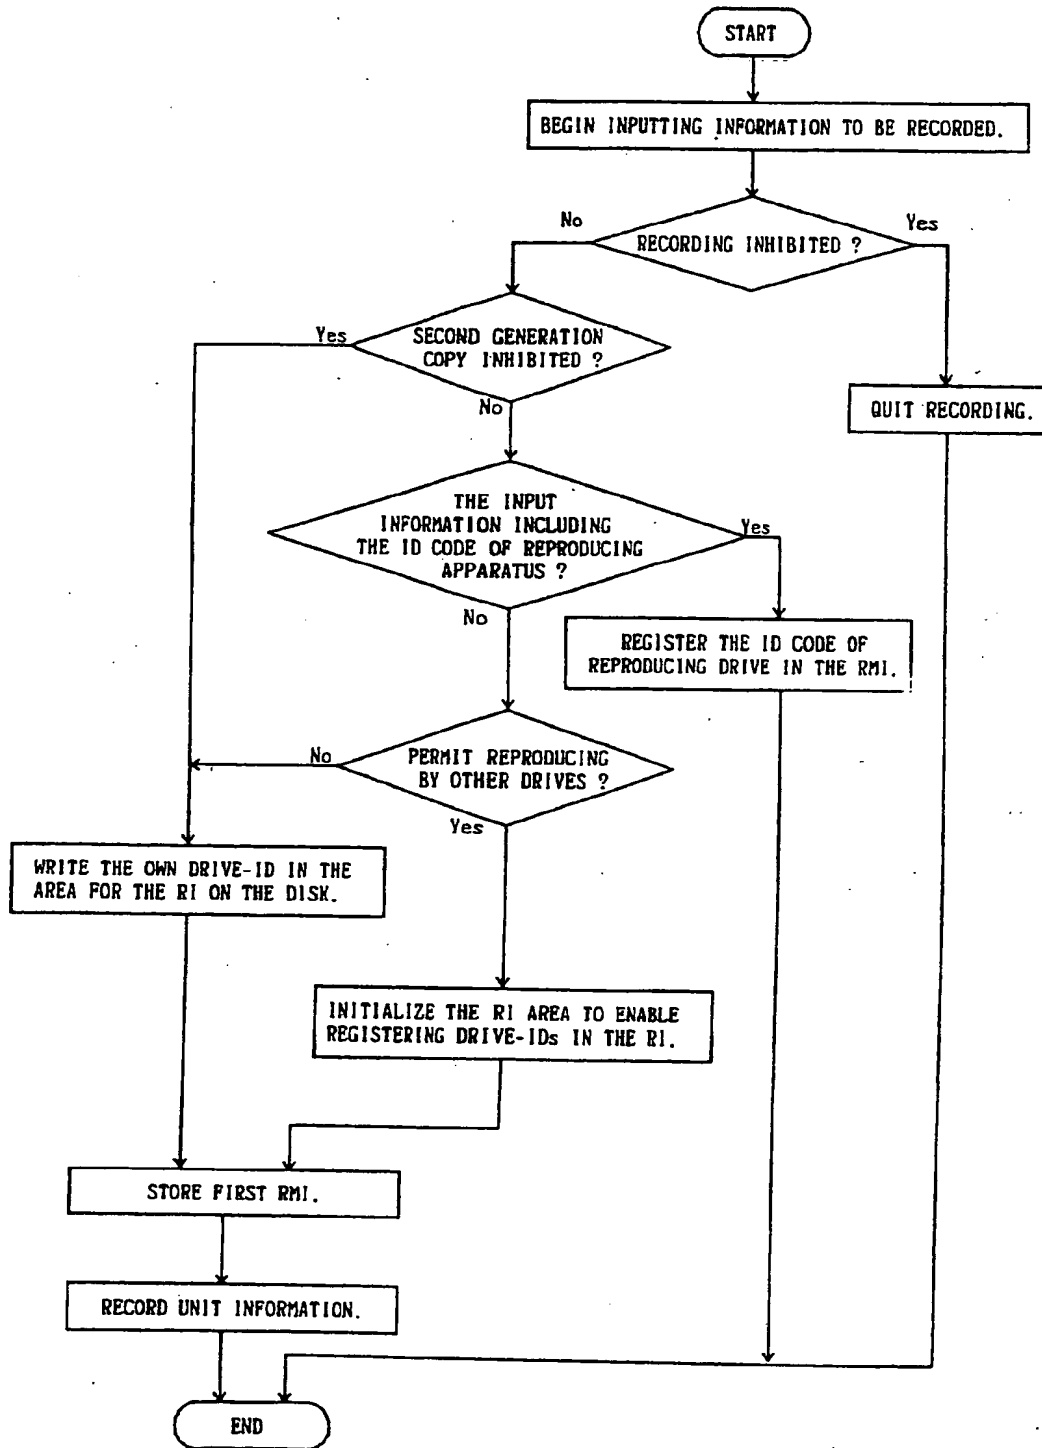 START
BEGIN INPUTTING INFORMATION TO BE RECORDED.
No
Yes
RECORDING INHIBITED ?
Yes
SECOND GENERATION
COPY INHIBITED ?
No
QUIT RECORDING.
THE INPUT
INFORMATION INCLUDING
THE ID CODE OF REPRODUCING
APPARATUS ?
Yes
No
REGISTER THE ID CODE OF
REPRODUCING DRIVE IN THE RMI.
No
PERMIT REPRODUCING
BY OTHER DRIVES ?
Yes
WRITE THE OWN DRIVE-ID IN THE
AREA FOR THE RI ON THE DISK.
INITIALIZE THE RI AREA TO ENABLE
REGISTERING DRIVE-IDs IN THE RI.
STORE FIRST RMI.
RECORD UNIT INFORMATION.
END